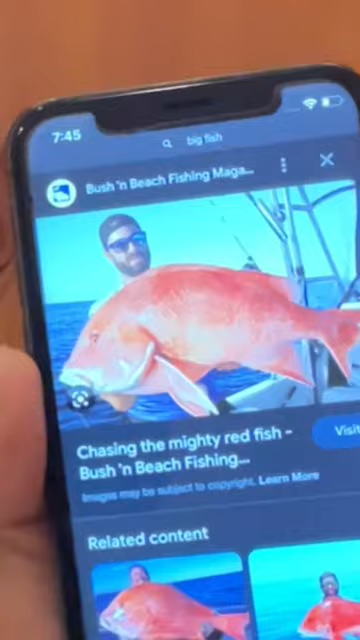 7:45
big fish
Bush 'n Beach Fishing Maga...
Chasing the mighty red fish -
Bush 'n Beach Fishing...
Visit
Images may be subject to copyright. Learn More
Related content